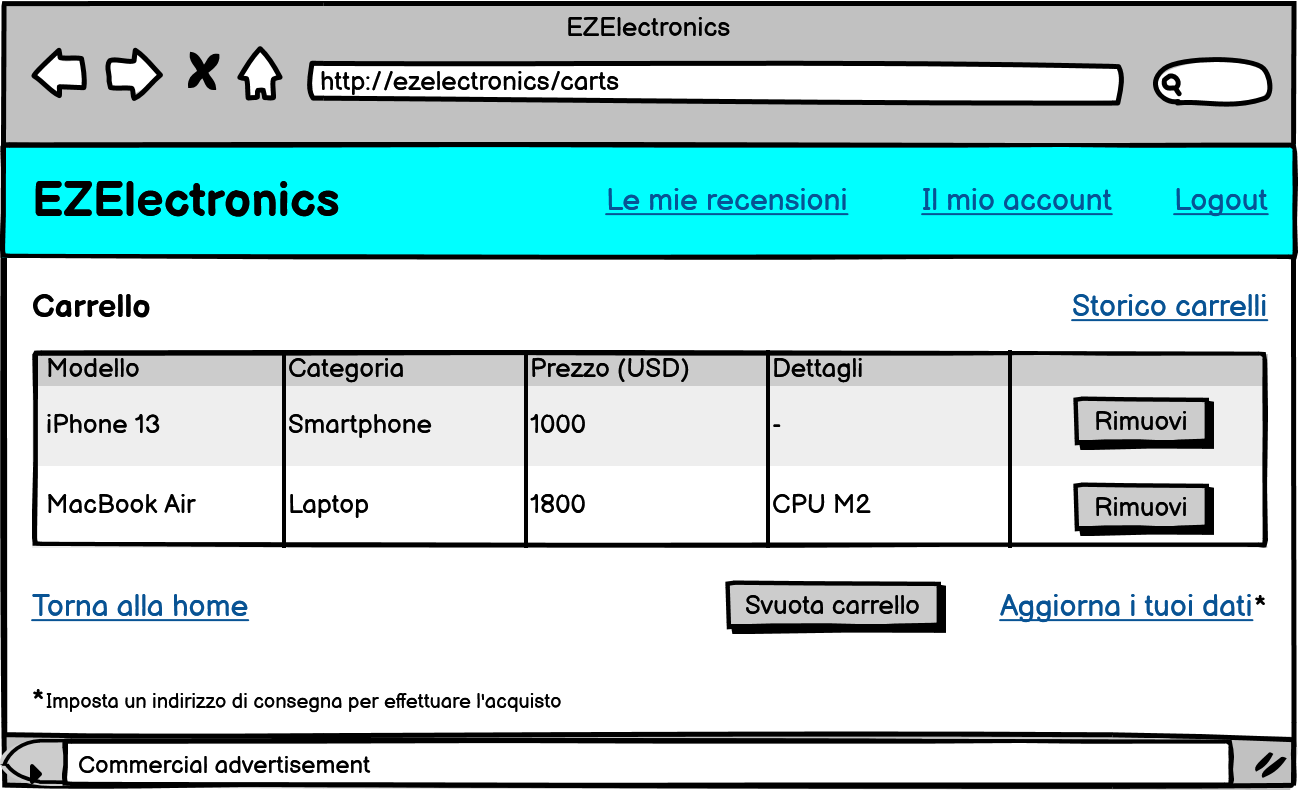 EZElectronics
http://ezelectronics/carts
EZElectronics Le mie recensioni Il mio account Logout
Carrello Storico carrelli
Modello Categoria Prezzo (USD) Dettagli
iPhone 13 Smartphone 1000 - Rimuovi
MacBook Air Laptop 1800 CPU M2 Rimuovi
Torna alla home Svuota carrello Aggiorna i tuoi dati*
*Imposta un indirizzo di consegna per effettuare l'acquisto
Commercial advertisement